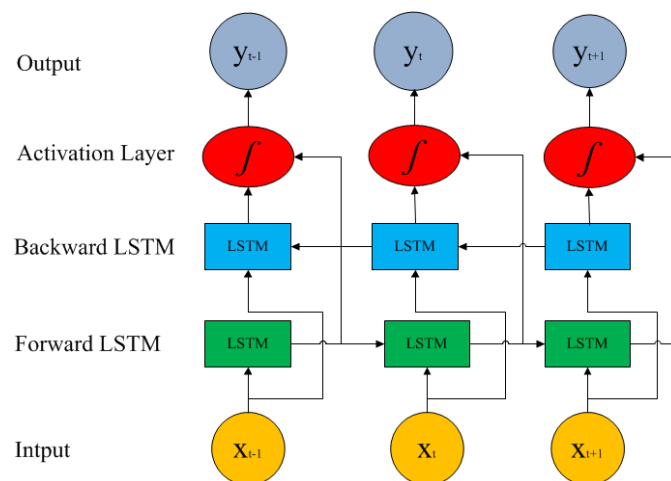 Output y t-1 y t y t+1
Activation Layer ∫ ∫ ∫
Backward LSTM LSTM LSTM LSTM
Forward LSTM LSTM LSTM LSTM
Intput x t-1 x t x t+1